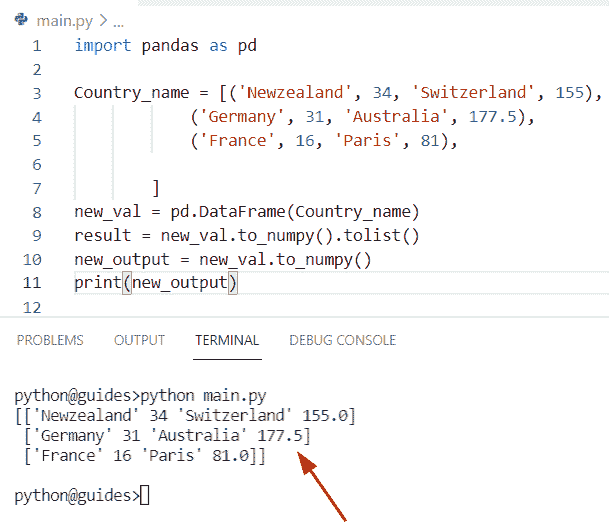 main.py > ...
1 import pandas as pd
2
3 Country_name = [('Newzealand', 34, 'Switzerland', 155),
4 ('Germany', 31, 'Australia', 177.5),
5 ('France', 16, 'Paris', 81),
6
7 ]
8 new_val = pd.DataFrame(Country_name)
9 result = new_val.to_numpy().tolist()
10 new_output = new_val.to_numpy()
11 print(new_output)
12
PROBLEMS OUTPUT TERMINAL DEBUG CONSOLE
python@guides>python main.py
[['Newzealand' 34 'Switzerland' 155.0]
['Germany' 31 'Australia' 177.5]
['France' 16 'Paris' 81.0]]
python@guides>